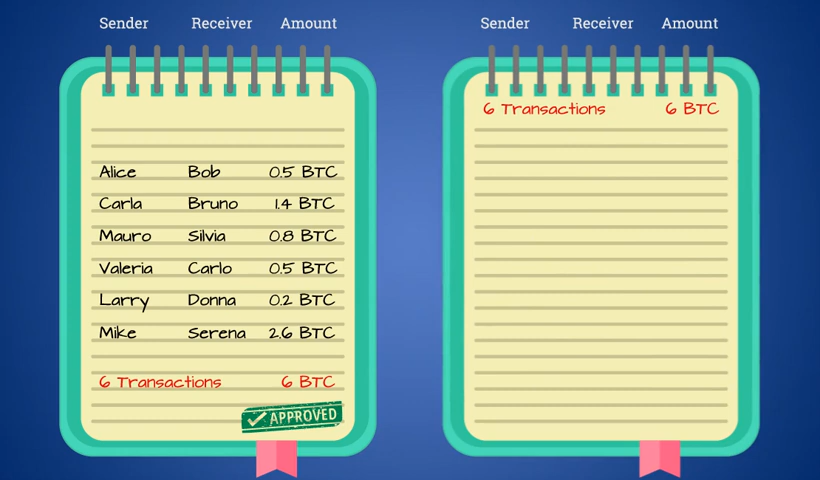 Sender Receiver Amount
Alice Bob 0.5 BTC
Carla Bruno 1.4 BTC
Mauro Silvia 0.8 BTC
Valeria Carlo 0.5 BTC
Larry Donna 0.2 BTC
Mike Serena 2.6 BTC
6 Transactions 6 BTC
APPROVED
Sender Receiver Amount
6 Transactions 6 BTC